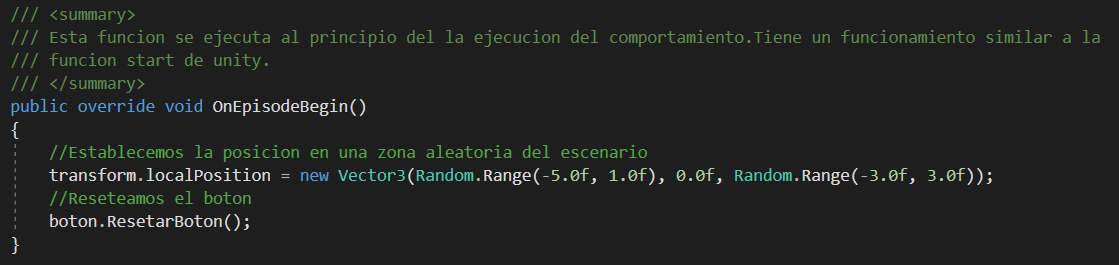 /// <summary>
/// Esta funcion se ejecuta al principio del la ejecucion del comportamiento.Tiene un funcionamiento similar a la
/// funcion start de unity.
/// </summary>
public override void OnEpisodeBegin()
{
//Establecemos la posicion en una zona aleatoria del escenario
transform.localPosition = new Vector3(Random.Range(-5.0f, 1.0f), 0.0f, Random.Range(-3.0f, 3.0f));
//Reseteamos el boton
boton.ResetarBoton();
}